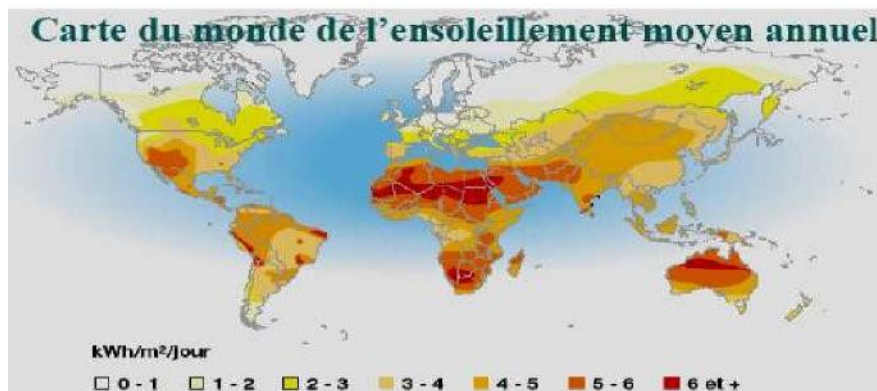 Carte du monde de l'ensoleillement moyen annuel
kWh/m²/jour
0 - 1 1 - 2 2 - 3 3 - 4 4 - 5 5 - 6 6 et +